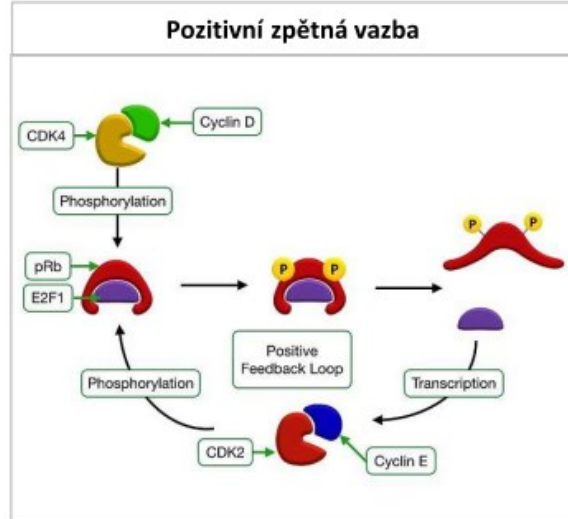 Pozitivní zpětná vazba
CDK4
Cyclin D
Phosphorylation
P
P
pRb
E2F1
P
P
Positive
Feedback Loop
Phosphorylation
Transcription
CDK2
Cyclin E